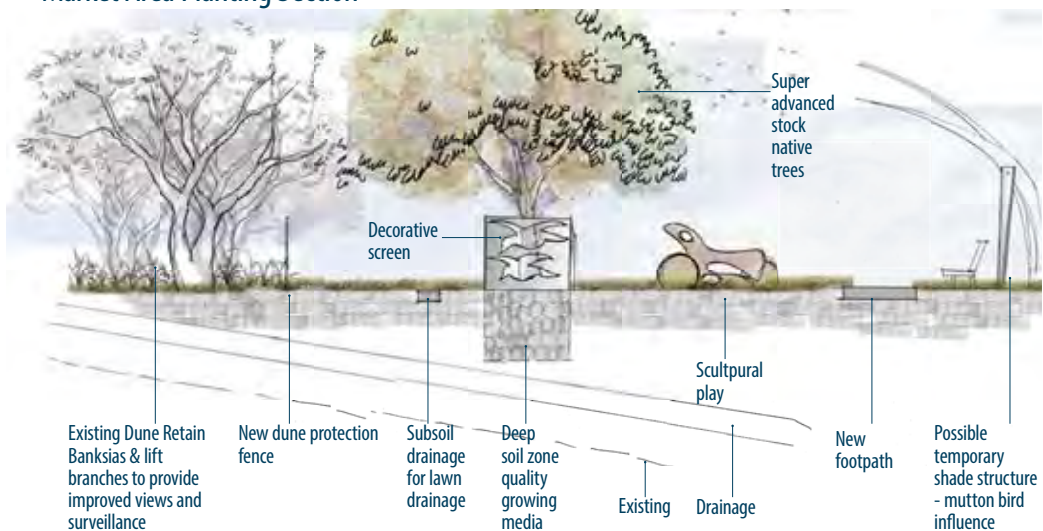 Market Area Planting Section
Super
advanced
stock
native
trees
Decorative
screen
Scultpural
play
Existing Dune Retain
Banksias & lift
branches to provide
improved views and
surveillance
New dune protection
fence
Subsoil
drainage
for lawn
drainage
Deep
soil zone
quality
growing
media
Existing
Drainage
New
footpath
Possible
temporary
shade structure
- mutton bird
influence